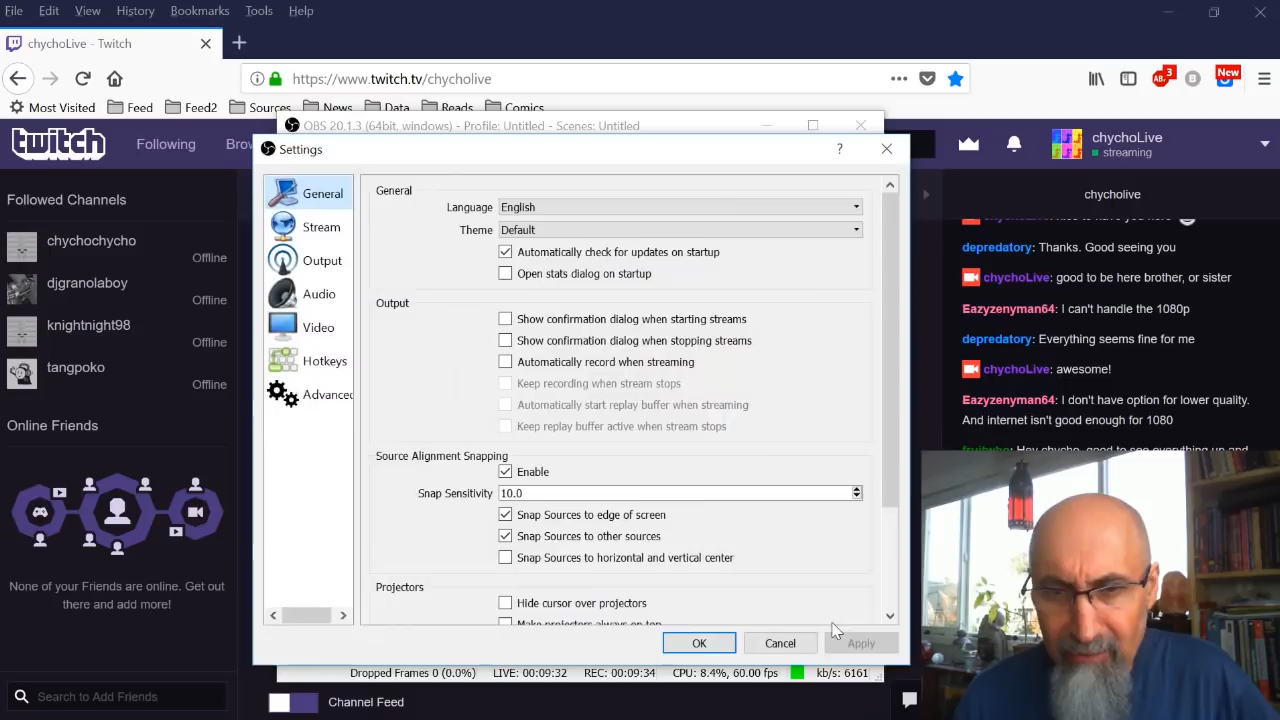 File Edit View History Bookmarks Tools Help
chychoLive - Twitch
https://www.twitch.tv/chycholive
ABP 3
B
New
Most Visited Feed Feed2 Sources News Data Reads Comics
OBS 20.1.3 (64bit, windows) - Profile: Untitled - Scenes: Untitled
twitch Following Brow
chychoLive
streaming
Settings
?
General
Stream
Output
Audio
Video
Hotkeys
Advanced
General
Language English
Theme Default
Automatically check for updates on startup
Open stats dialog on startup
Output
Show confirmation dialog when starting streams
Show confirmation dialog when stopping streams
Automatically record when streaming
Keep recording when stream stops
Automatically start replay buffer when streaming
Keep replay buffer active when stream stops
Source Alignment Snapping
Enable
Snap Sensitivity 10.0
Snap Sources to edge of screen
Snap Sources to other sources
Snap Sources to horizontal and vertical center
Projectors
Hide cursor over projectors
Make projectors always on top
OK Cancel Apply
Dropped Frames 0 (0.0%) LIVE: 00:09:32 REC: 00:09:34 CPU: 8.4%, 60.00 fps kb/s: 6161
Channel Feed
Followed Channels
chychochycho
Offline
djgranolaboy
Offline
knightnight98
Offline
tangpoko
Offline
Online Friends
None of your Friends are online. Get out
there and add more!
Search to Add Friends
chycholive
depredatory: Thanks. Good seeing you
chychoLive: good to be here brother, or sister
Eazyzenyman64: I can't handle the 1080p
depredatory: Everything seems fine for me
chychoLive: awesome!
Eazyzenyman64: I don't have option for lower quality.
And internet isn't good enough for 1080